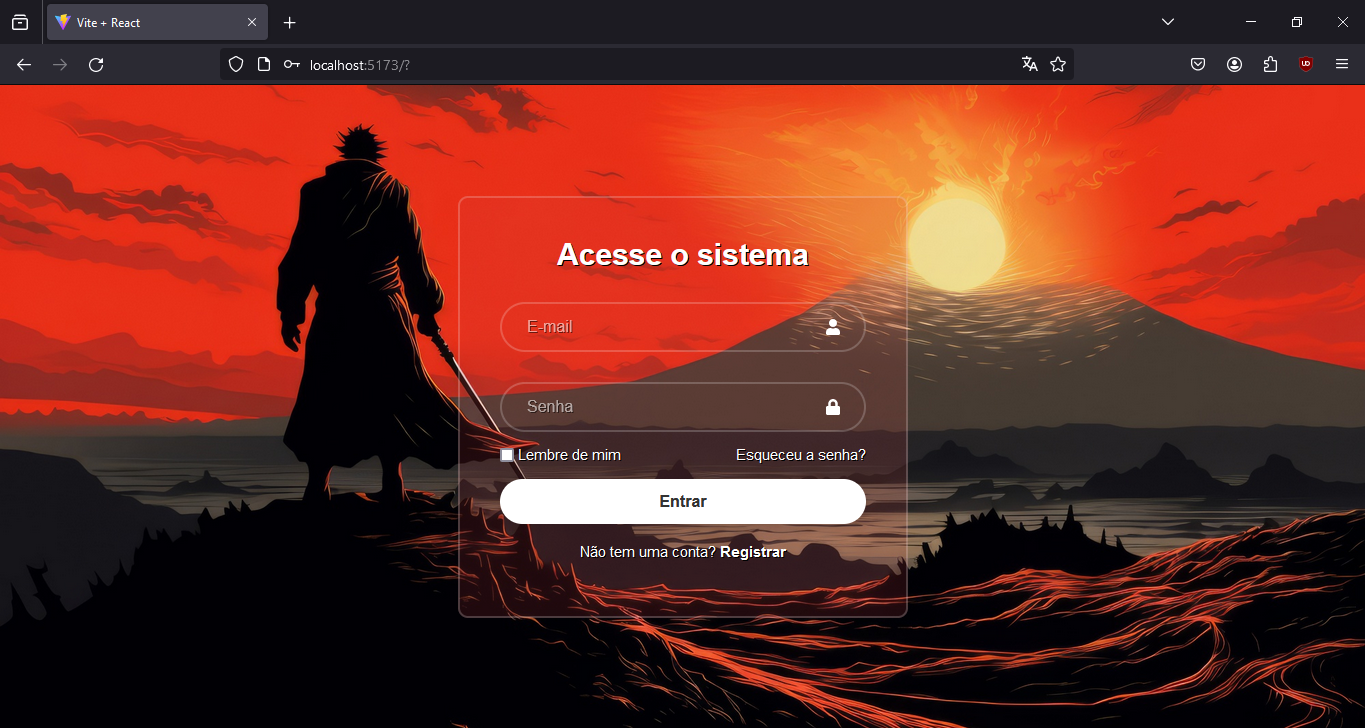 Vite + React
localhost:5173/?
Acesse o sistema
E-mail
Senha
Lembre de mim
Esqueceu a senha?
Entrar
Não tem uma conta? Registrar